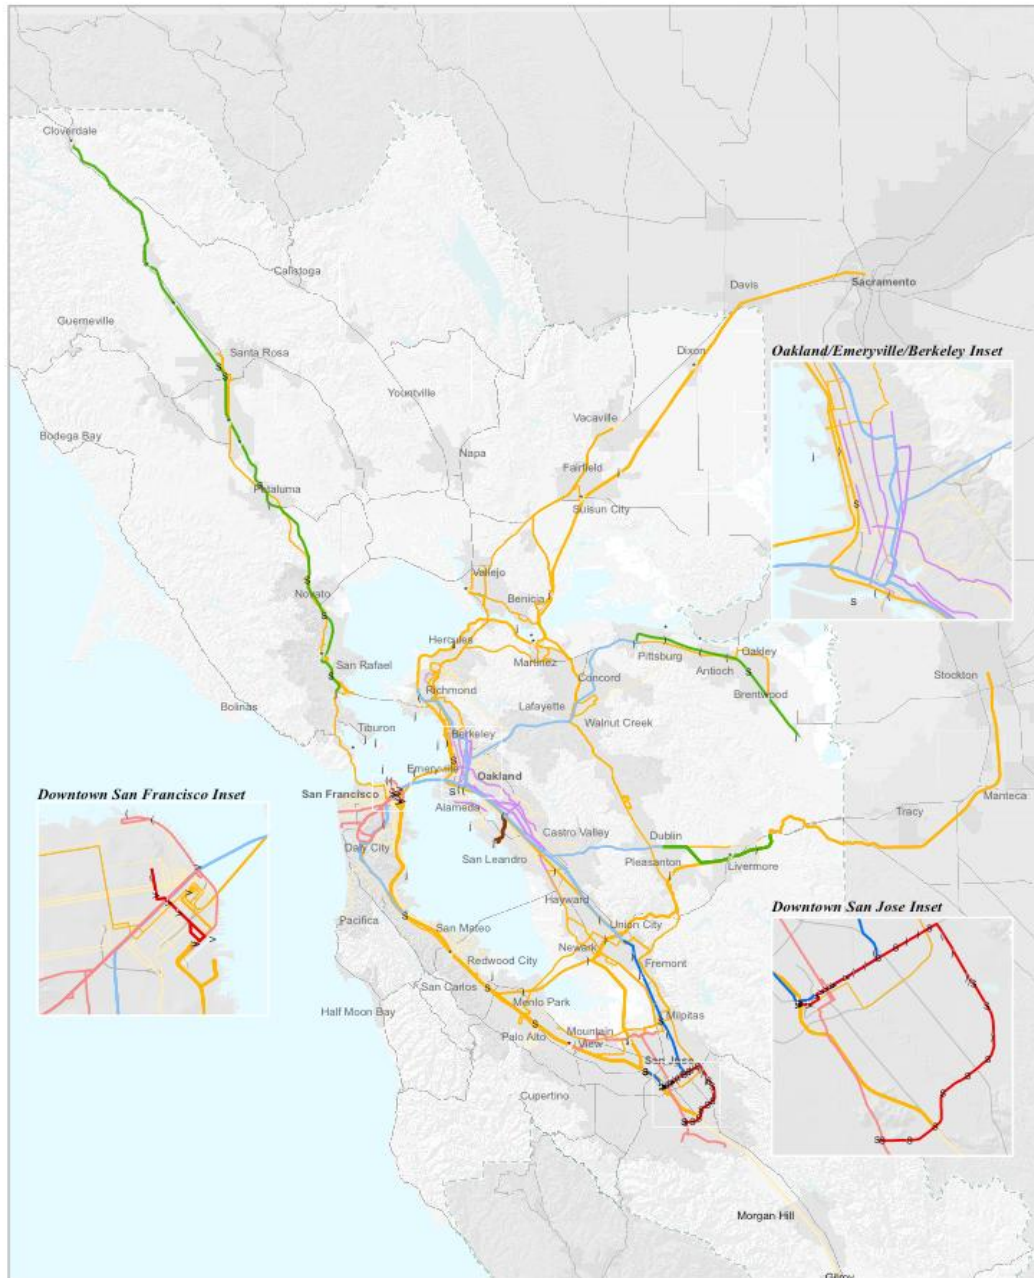 Cloverdale
Calistoga
Guerneville
Santa Rosa
Yountville
Bodega Bay
Napa
Petaluma
Davis
Sacramento
Dixon
Vacaville
Fairfield
Suisun City
Oakland/Emeryville/Berkeley Inset
Vallejo
Benicia
Novato
Hercules
Martinez
San Rafael
Richmond
Concord
Pittsburg
Antioch
Oakley
Brentwood
Bolinas
Lafayette
Walnut Creek
Tiburon
Berkeley
Emeryville
Oakland
San Francisco
Alameda
Stockton
Manteca
Tracy
Downtown San Francisco Inset
Daly City
San Leandro
Castro Valley
Dublin
Pleasanton
Livermore
Hayward
Pacifica
Union City
San Mateo
Newark
Fremont
Redwood City
San Carlos
Menlo Park
Half Moon Bay
Palo Alto
Mountain
View
Milpitas
San Jose
Downtown San Jose Inset
Cupertino
Morgan Hill
Gilroy